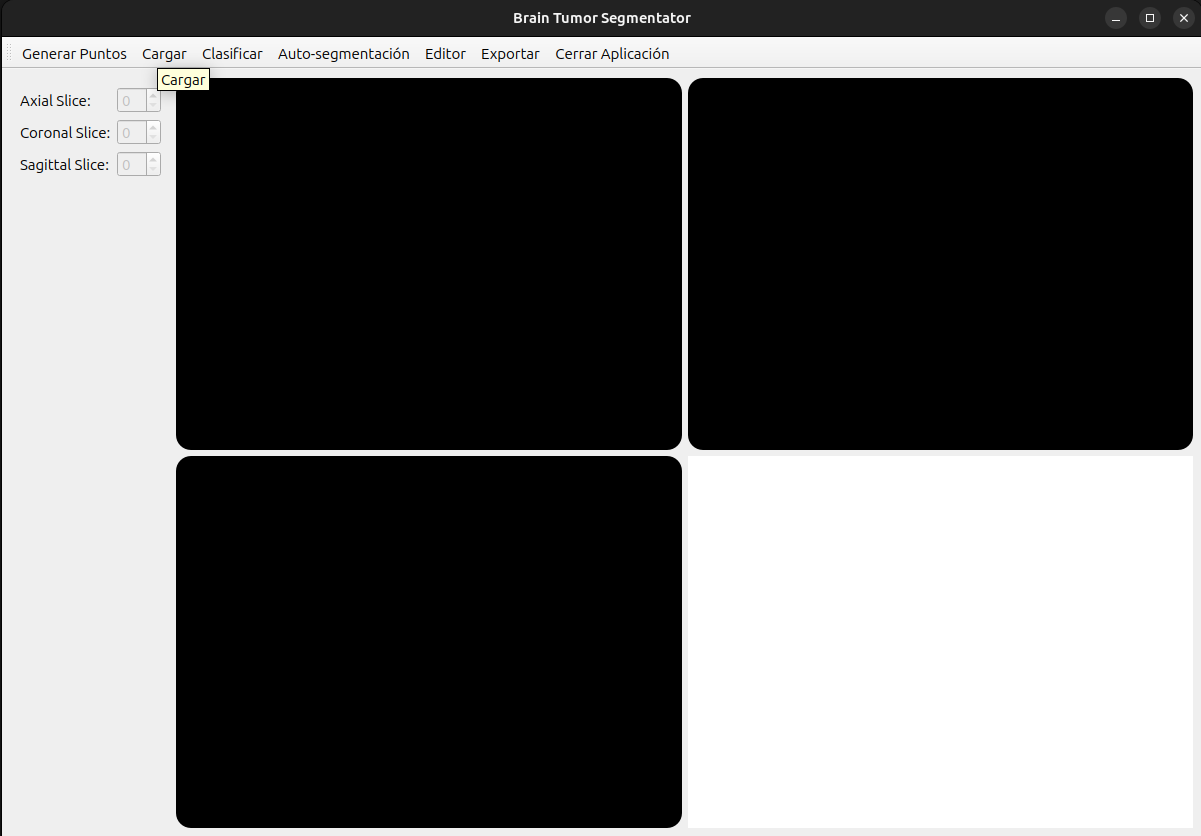 Brain Tumor Segmentator
Generar Puntos Cargar Clasificar Auto-segmentación Editor Exportar Cerrar Aplicación
Cargar
Axial Slice: 0
Coronal Slice: 0
Sagittal Slice: 0